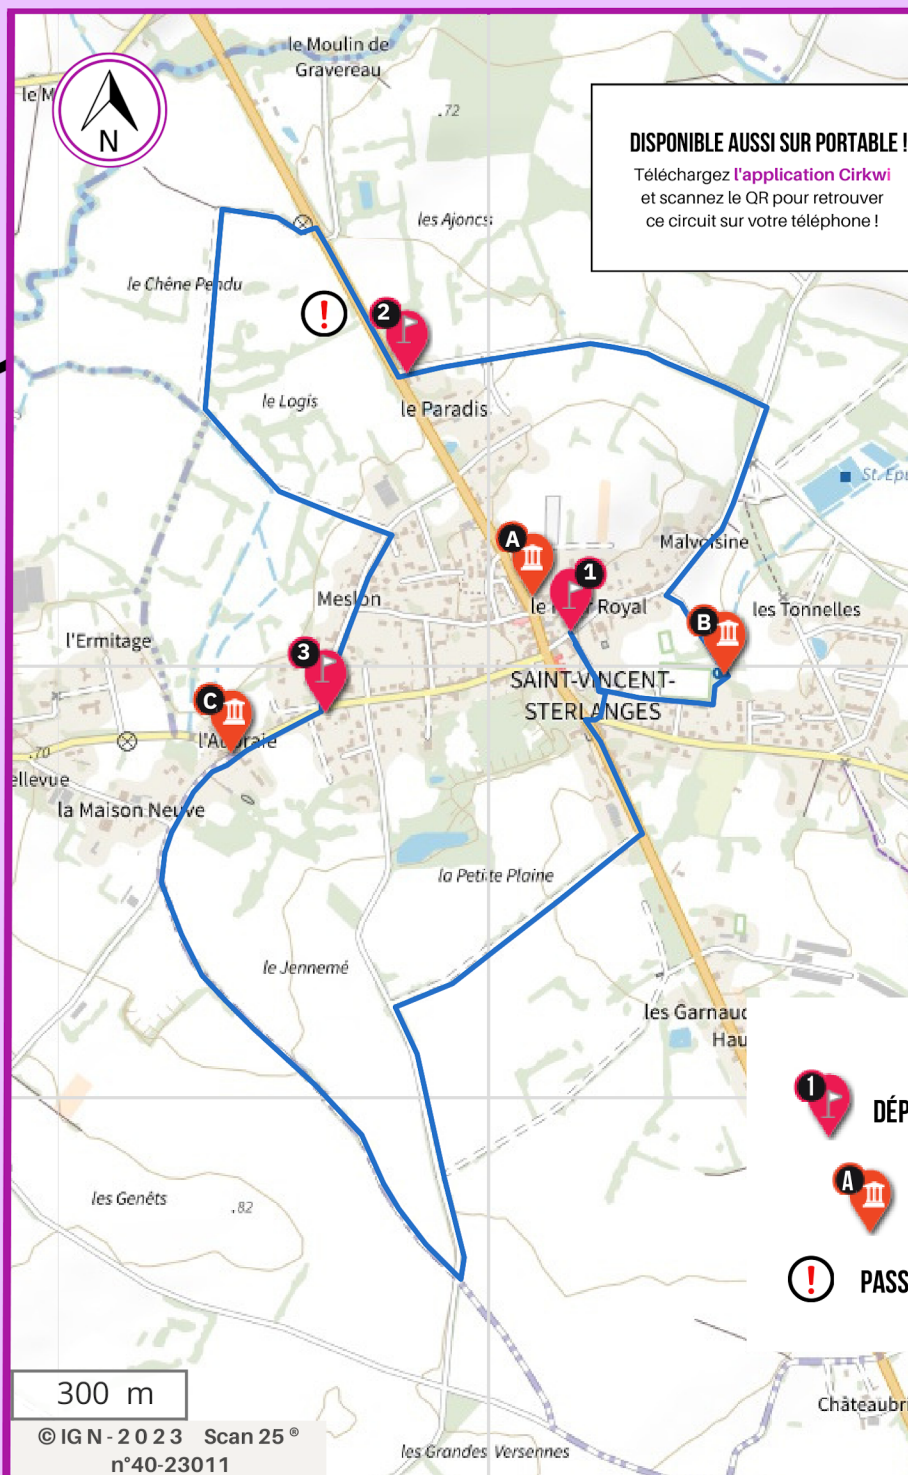 le Moulin de
Gravereau
le M
.72
N
DISPONIBLE AUSSI SUR PORTABLE !
Téléchargez l'application Cirkwi
et scannez le QR pour retrouver
ce circuit sur votre téléphone !
les Ajoncs
le Chêne Pendu
!
2
le Logis
le Paradis
St. Epu
A
1
Malvoisine
Meslon
le Royal
les Tonnelles
B
l'Ermitage
3
SAINT-VINCENT-
STERLANGES
C
l'Aubraie
.70
ellevue
la Maison Neuve
la Petite Plaine
le Jennemé
les Garnaud
Hau
1
DÉP
A
les Genêts
.82
!
PASS
300 m
Châteaubri
© IGN - 2023 Scan 25 ®
n°40-23011
les Grandes Versennes